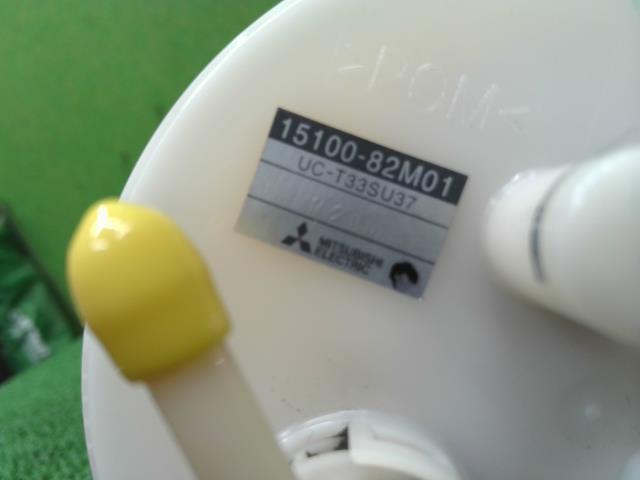 >POM<
15100-82M01
UC-T33SU37
MITSUBISHI
ELECTRIC